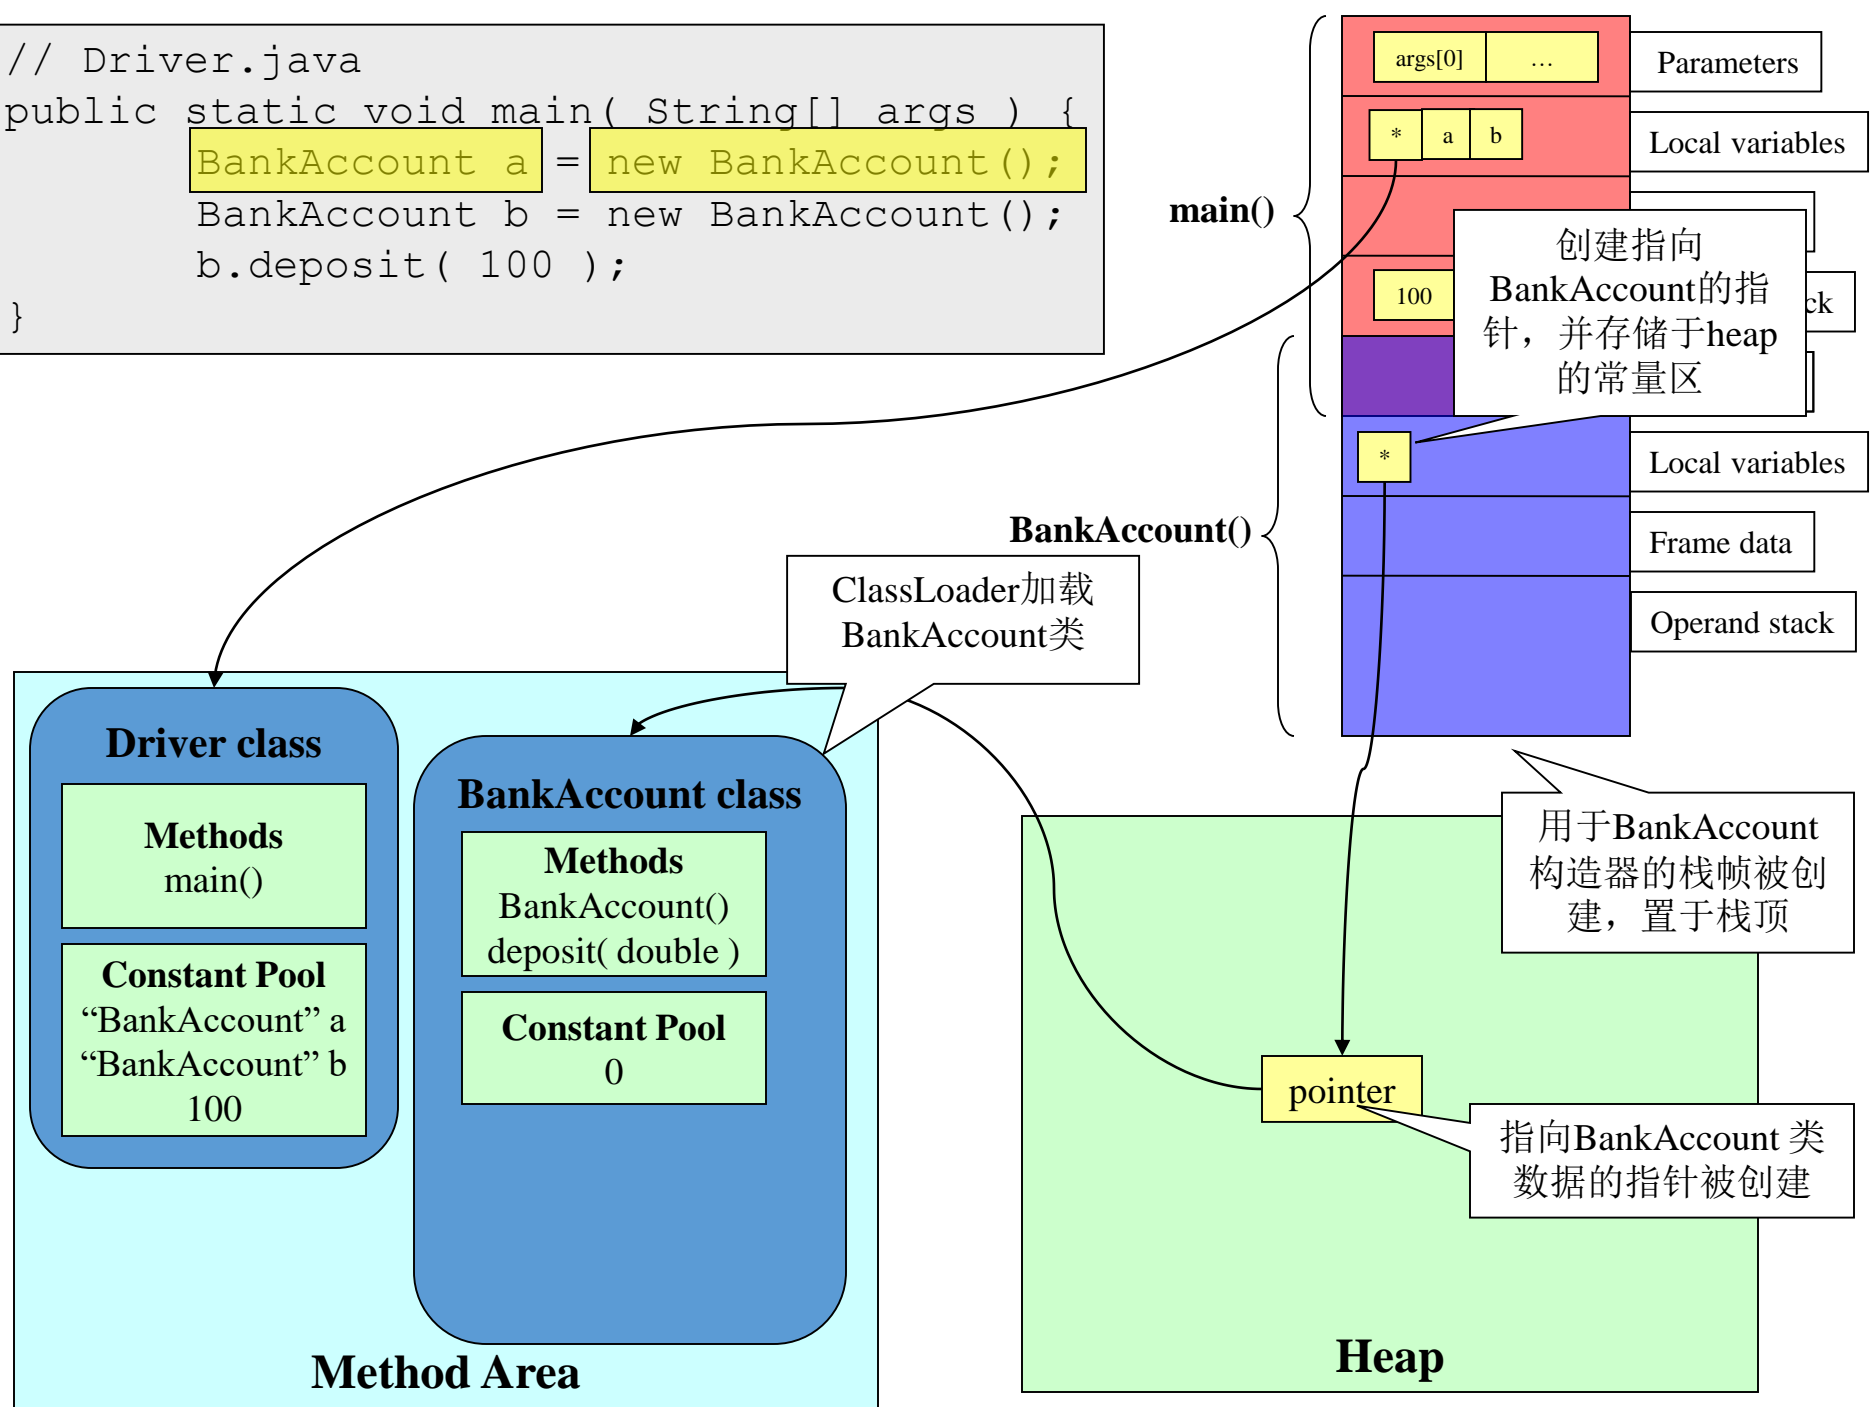 // Driver.java
public static void main( String[] args ) {
BankAccount a = new BankAccount();
BankAccount b = new BankAccount();
b.deposit( 100 );
}
args[0]
…
Parameters
*
a
b
Local variables
main()
创建指向
BankAccount的指
针，并存储于heap
的常量区
100
ck
*
Local variables
BankAccount()
Frame data
Operand stack
ClassLoader加载
BankAccount类
Driver class
Methods
main()
Constant Pool
“BankAccount” a
“BankAccount” b
100
BankAccount class
Methods
BankAccount()
deposit( double )
Constant Pool
0
Method Area
用于BankAccount
构造器的栈帧被创
建，置于栈顶
pointer
指向BankAccount 类
数据的指针被创建
Heap